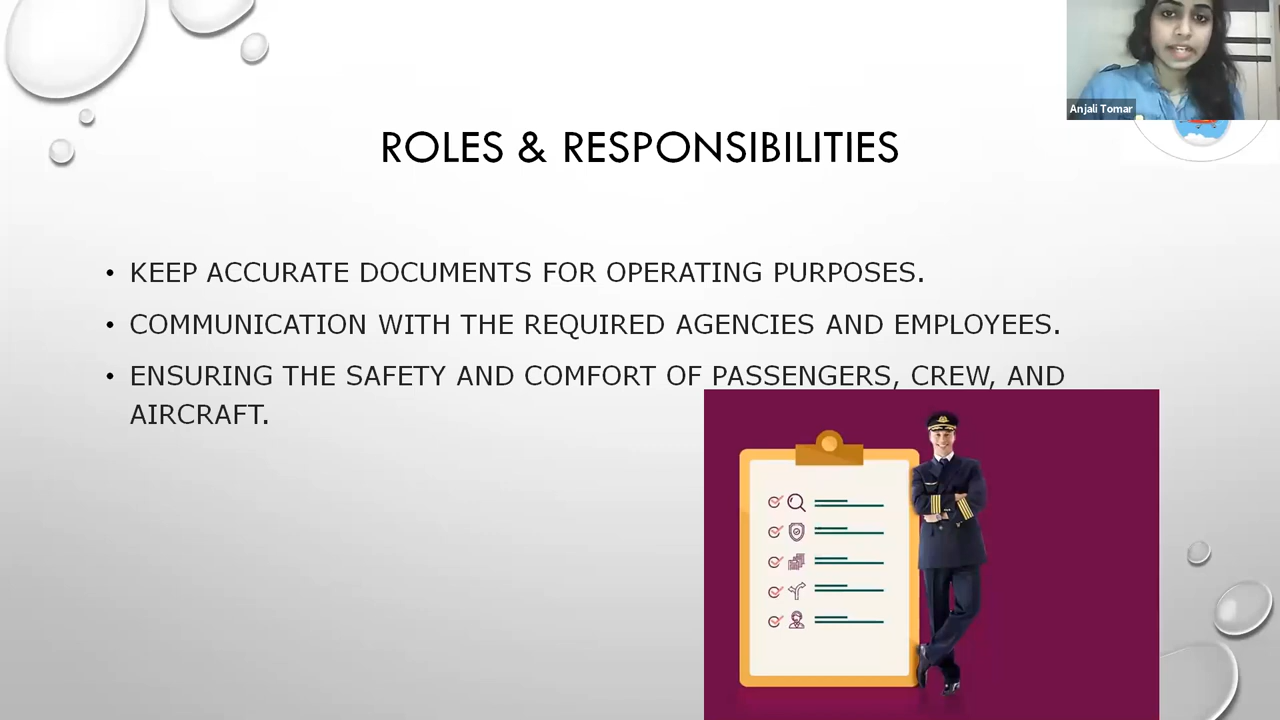 Anjali Tomar
ROLES & RESPONSIBILITIES
• KEEP ACCURATE DOCUMENTS FOR OPERATING PURPOSES.
• COMMUNICATION WITH THE REQUIRED AGENCIES AND EMPLOYEES.
• ENSURING THE SAFETY AND COMFORT OF PASSENGERS, CREW, AND
AIRCRAFT.